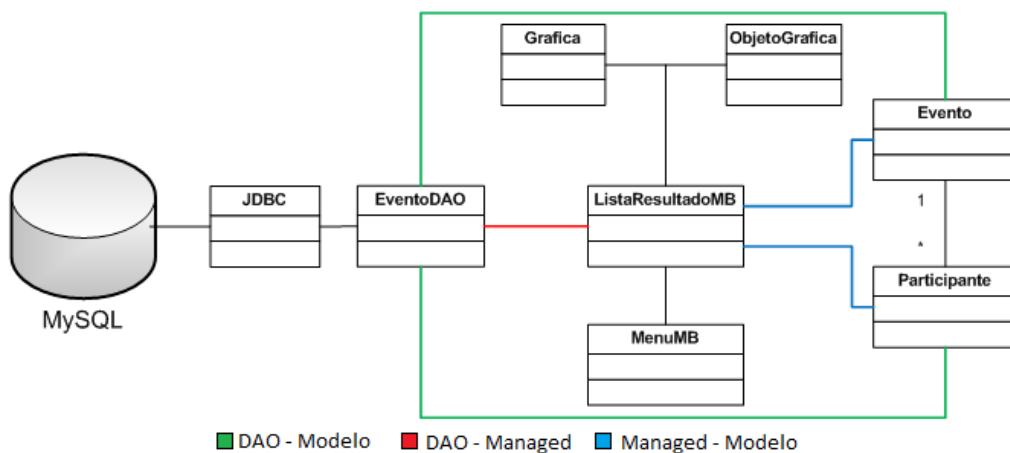 Grafica
ObjetoGrafica
Evento
JDBC
EventoDAO
ListaResultadoMB
1
*
Participante
MySQL
MenuMB
DAO - Modelo
DAO - Managed
Managed - Modelo